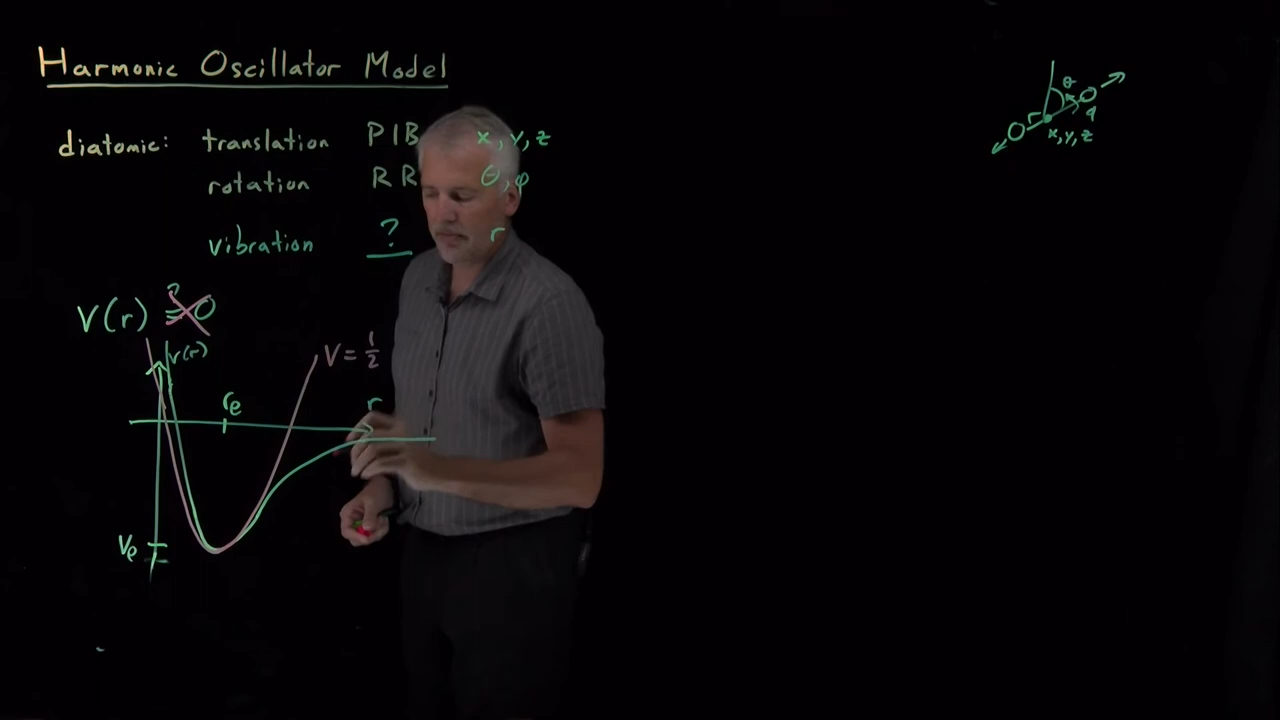 Harmonic Oscillator Model
diatomic: translation PIB x, y, z
rotation RR θ, φ
vibration ? r
V(r) ≟ 0
V(r)
V = 1/2
re
r
Ve
θ
r
φ
x, y, z